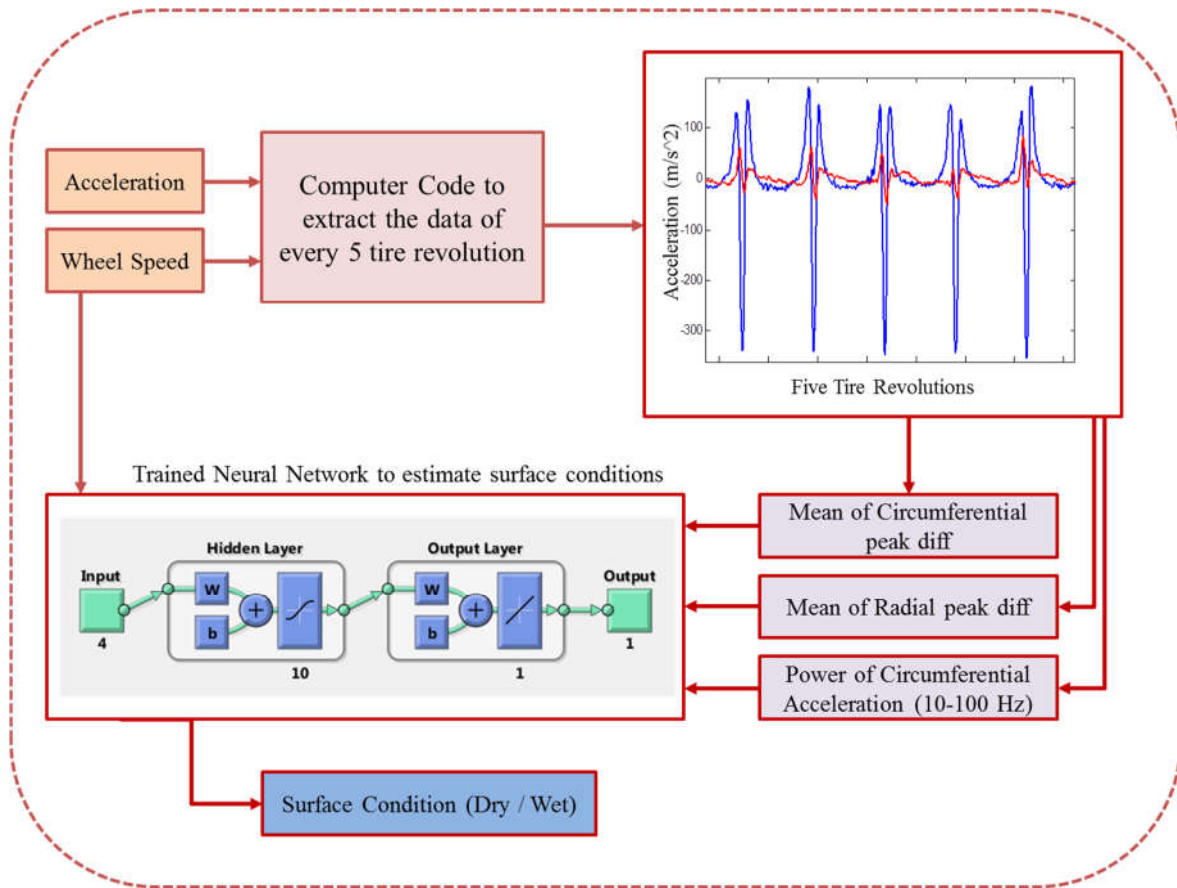 Acceleration
Wheel Speed
Computer Code to
extract the data of
every 5 tire revolution
Acceleration (m/s^2)
100
0
-100
-200
-300
Five Tire Revolutions
Trained Neural Network to estimate surface conditions
Hidden Layer
Output Layer
Input
W
b
W
b
Output
4
10
1
1
Mean of Circumferential
peak diff
Mean of Radial peak diff
Power of Circumferential
Acceleration (10-100 Hz)
Surface Condition (Dry / Wet)